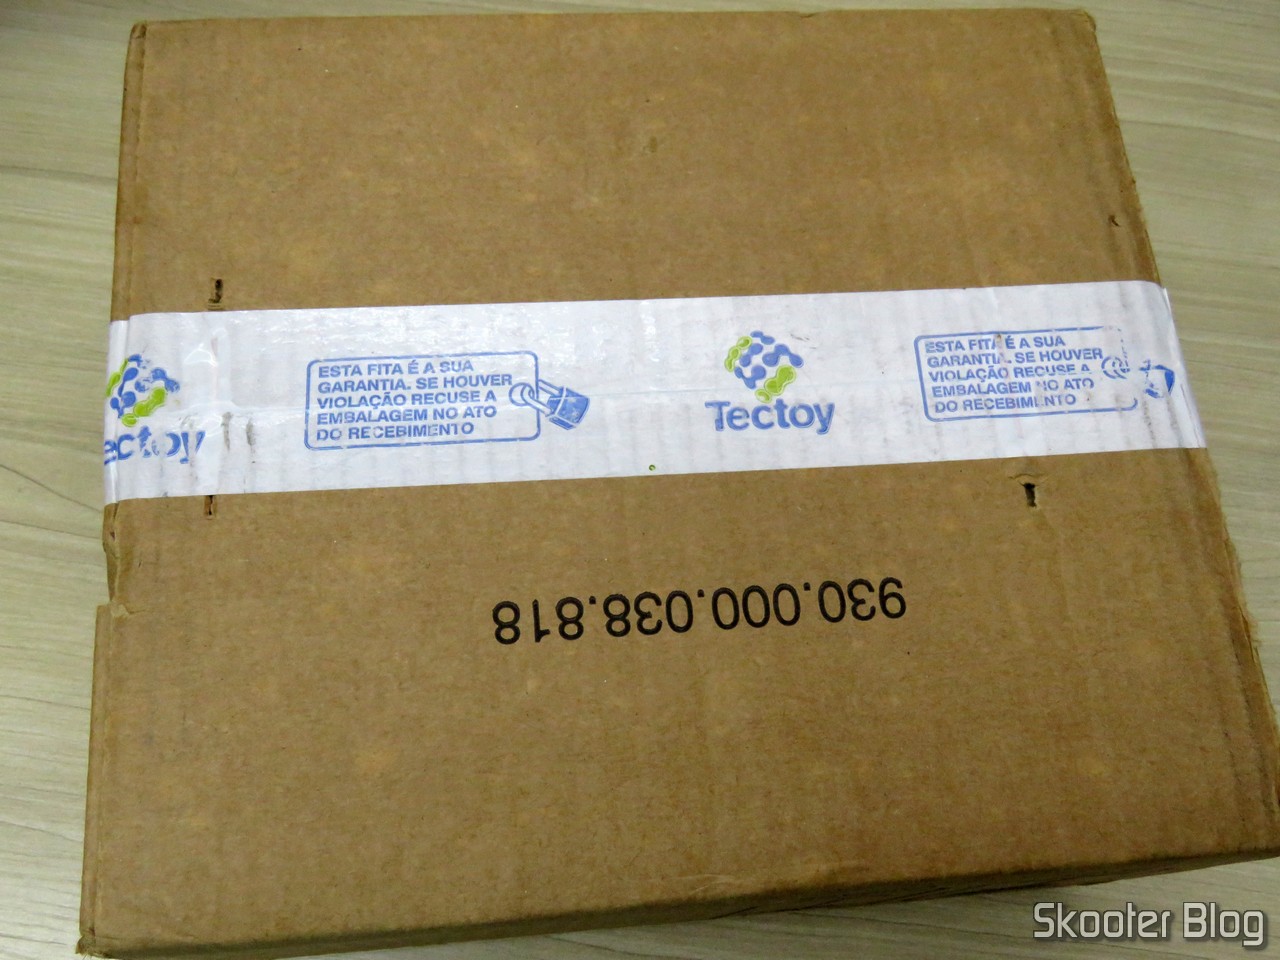 ectoy
ESTA FITA É A SUA
GARANTIA. SE HOUVER
VIOLAÇÃO RECUSE A
EMBALAGEM NO ATO
DO RECEBIMENTO
Tectoy
ESTA FITA É A SUA
GARANTIA. SE HOUVER
VIOLAÇÃO RECUSE A
EMBALAGEM NO ATO
DO RECEBIMENTO
930.000.038.818
Skooter Blog